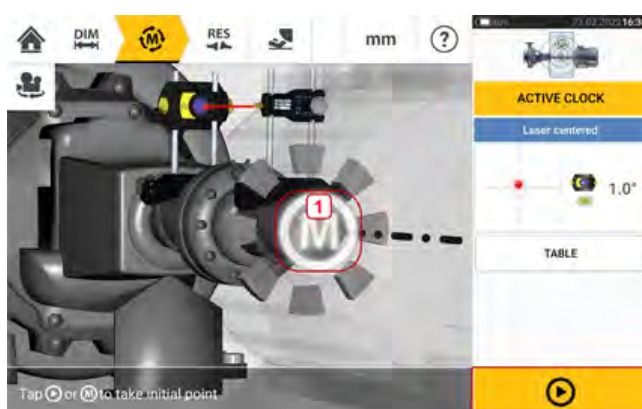 DIM
M
RES
mm
?
ACTIVE CLOCK
Laser centered
1.0°
TABLE
1
M
Tap or M to take initial point